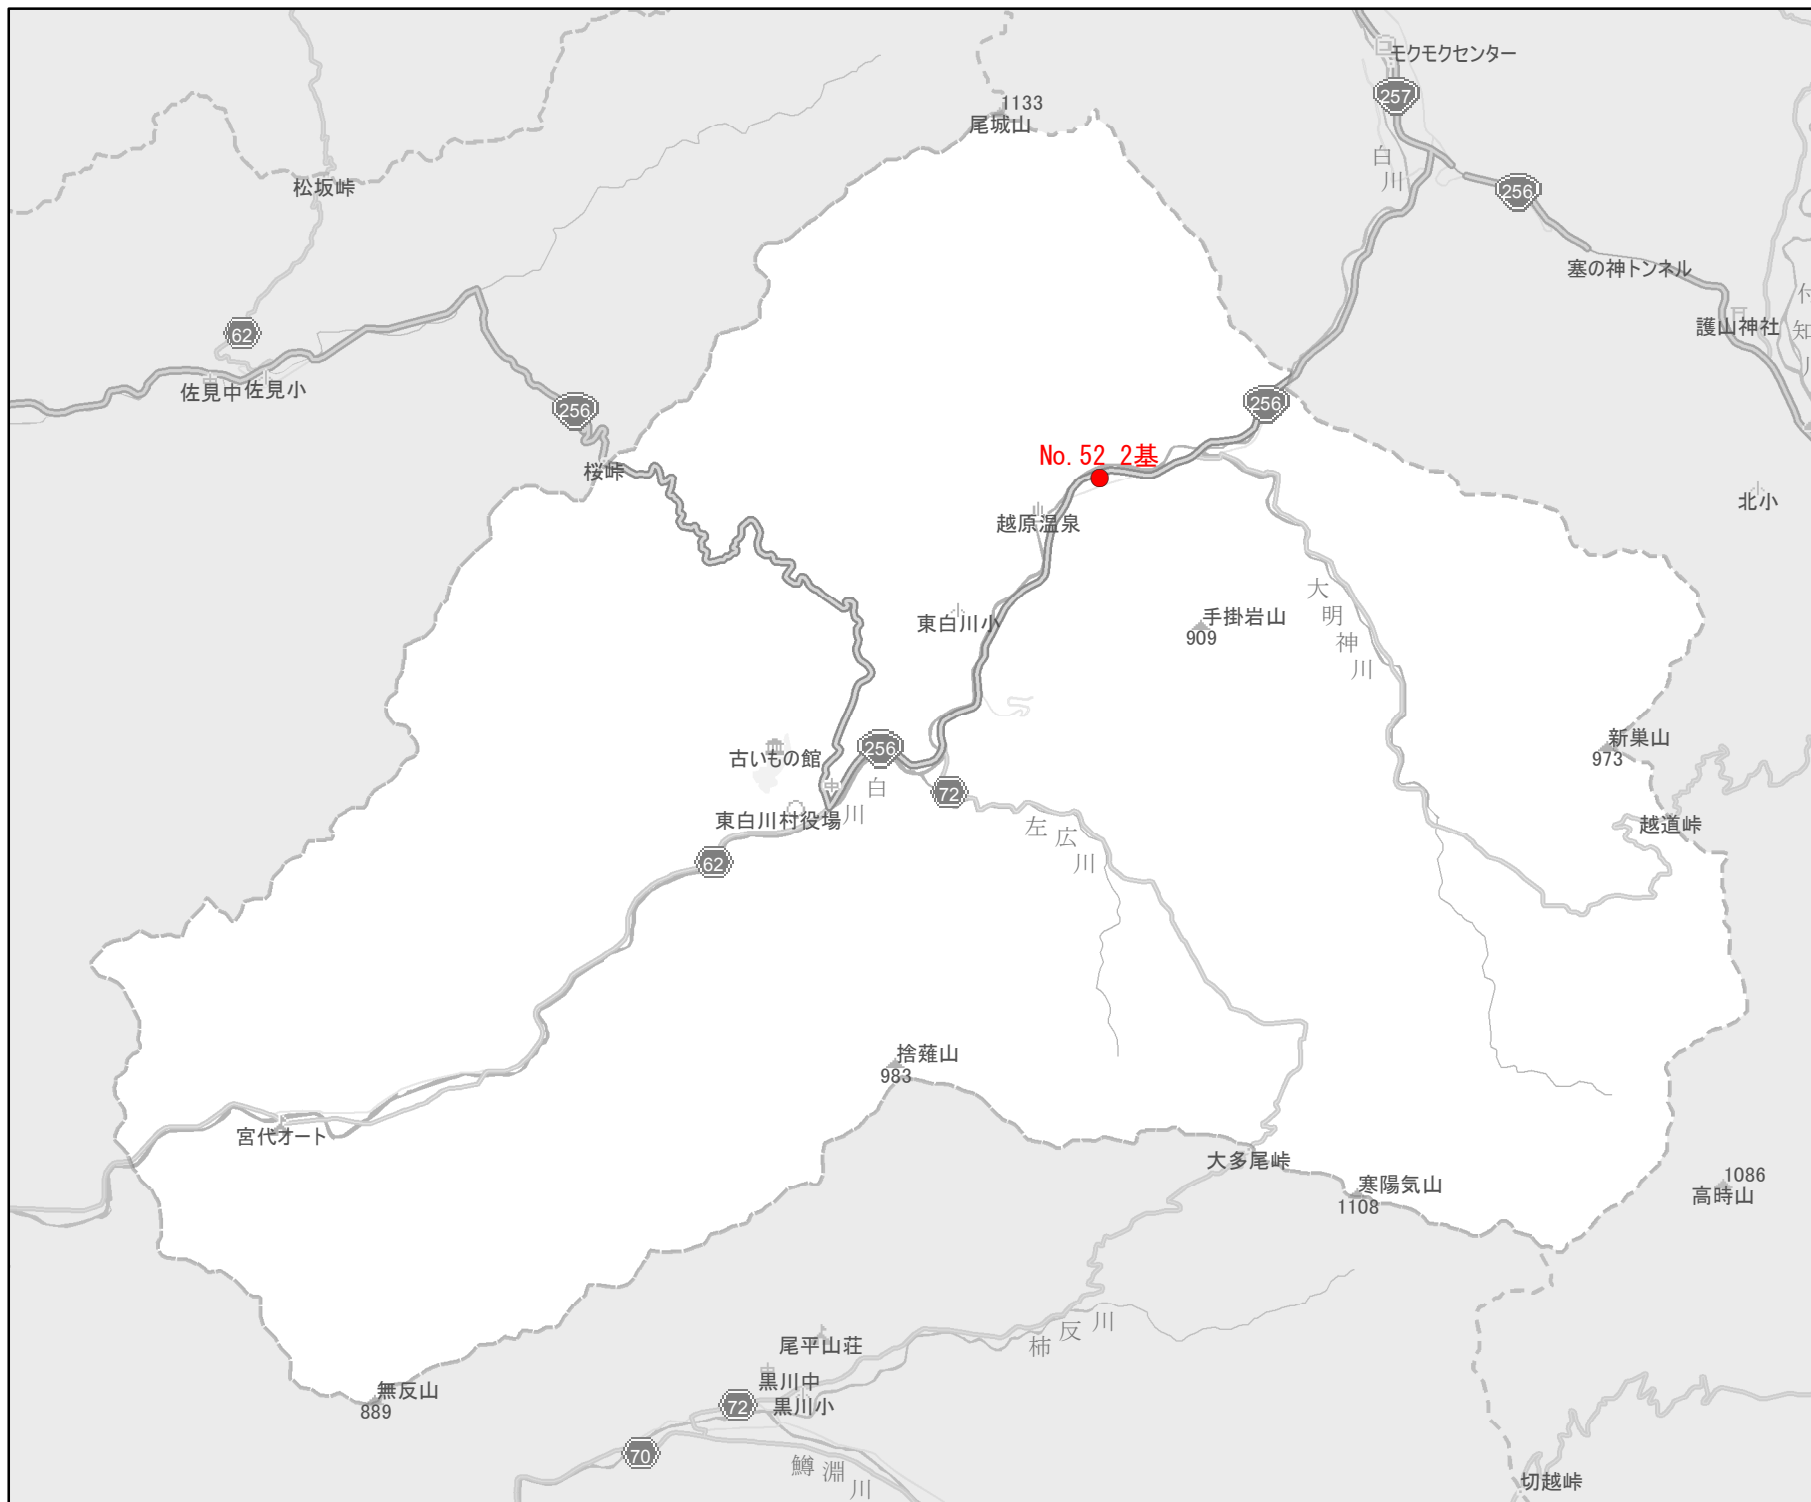 モクモクセンター
257
1133
尾城山
白川
松坂峠
256
塞の神トンネル
付知川
62
護山神社
佐見中
佐見小
256
256
No.52 2基
桜峠
北小
越原温泉
大明神川
東白川小
手掛岩山
909
新巣山
973
古いもの館
256
白川
72
東白川村役場
左広川
越道峠
62
捨薙山
983
宮代オート
大多尾峠
寒陽気山
1108
1086
高時山
柿反川
尾平山荘
無反山
889
黒川中
黒川小
72
70
鱒淵川
切越峠